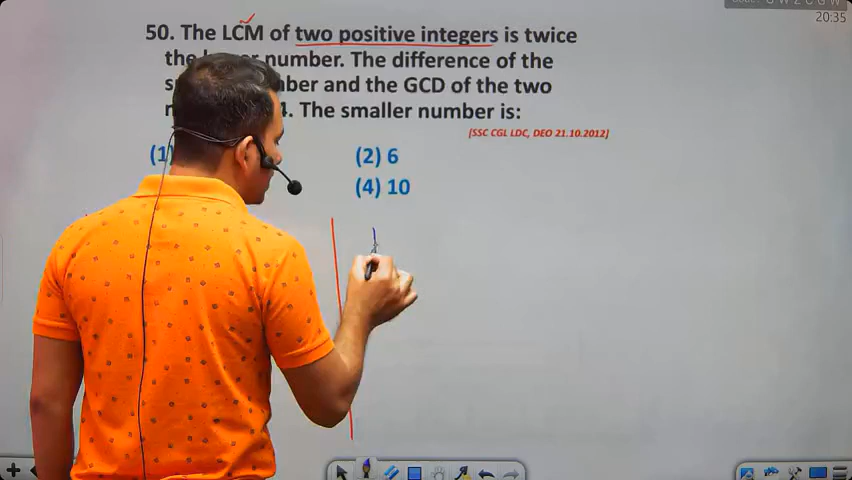 20:35
50. The LCM of two positive integers is twice
the number. The difference of the
and the GCD of the two
4. The smaller number is:
[SSC CGL LDC, DEO 21.10.2012]
(1)
(2) 6
(4) 10